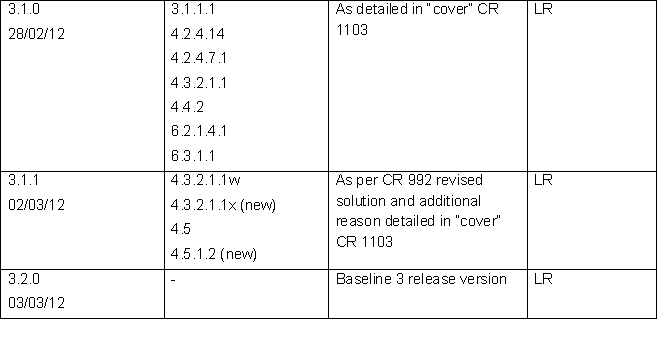 3.1.0
28/02/12
3.1.1.1
4.2.4.14
4.2.4.7.1
4.3.2.1.1
4.4.2
6.2.1.4.1
6.3.1.1
As detailed in "cover" CR
1103
LR
3.1.1
02/03/12
4.3.2.1.1w
4.3.2.1.1x (new)
4.5
4.5.1.2 (new)
As per CR 992 revised
solution and additional
reason detailed in "cover"
CR 1103
LR
3.2.0
03/03/12
-
Baseline 3 release version
LR